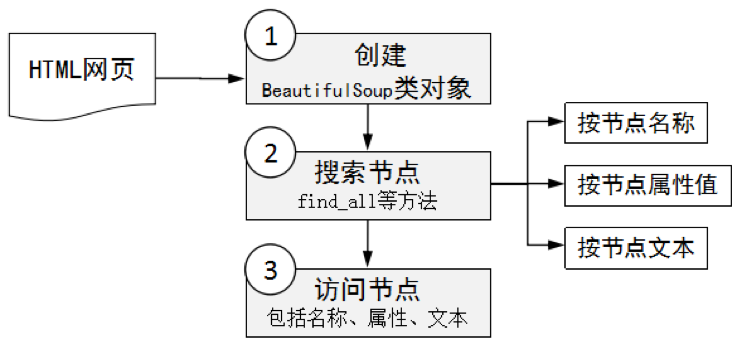 HTML网页
1
创建
BeautifulSoup类对象
2
搜索节点
find_all等方法
按节点名称
按节点属性值
按节点文本
3
访问节点
包括名称、属性、文本